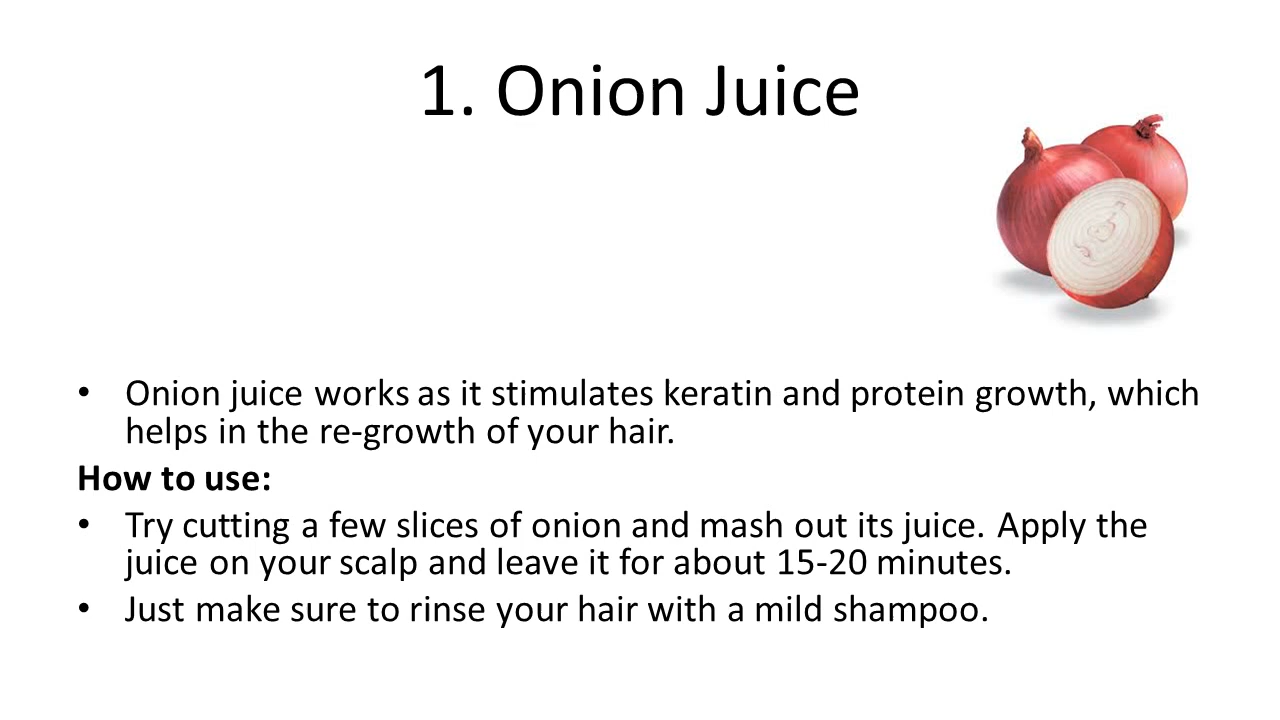 1. Onion Juice
• Onion juice works as it stimulates keratin and protein growth, which
helps in the re-growth of your hair.
How to use:
• Try cutting a few slices of onion and mash out its juice. Apply the
juice on your scalp and leave it for about 15-20 minutes.
• Just make sure to rinse your hair with a mild shampoo.